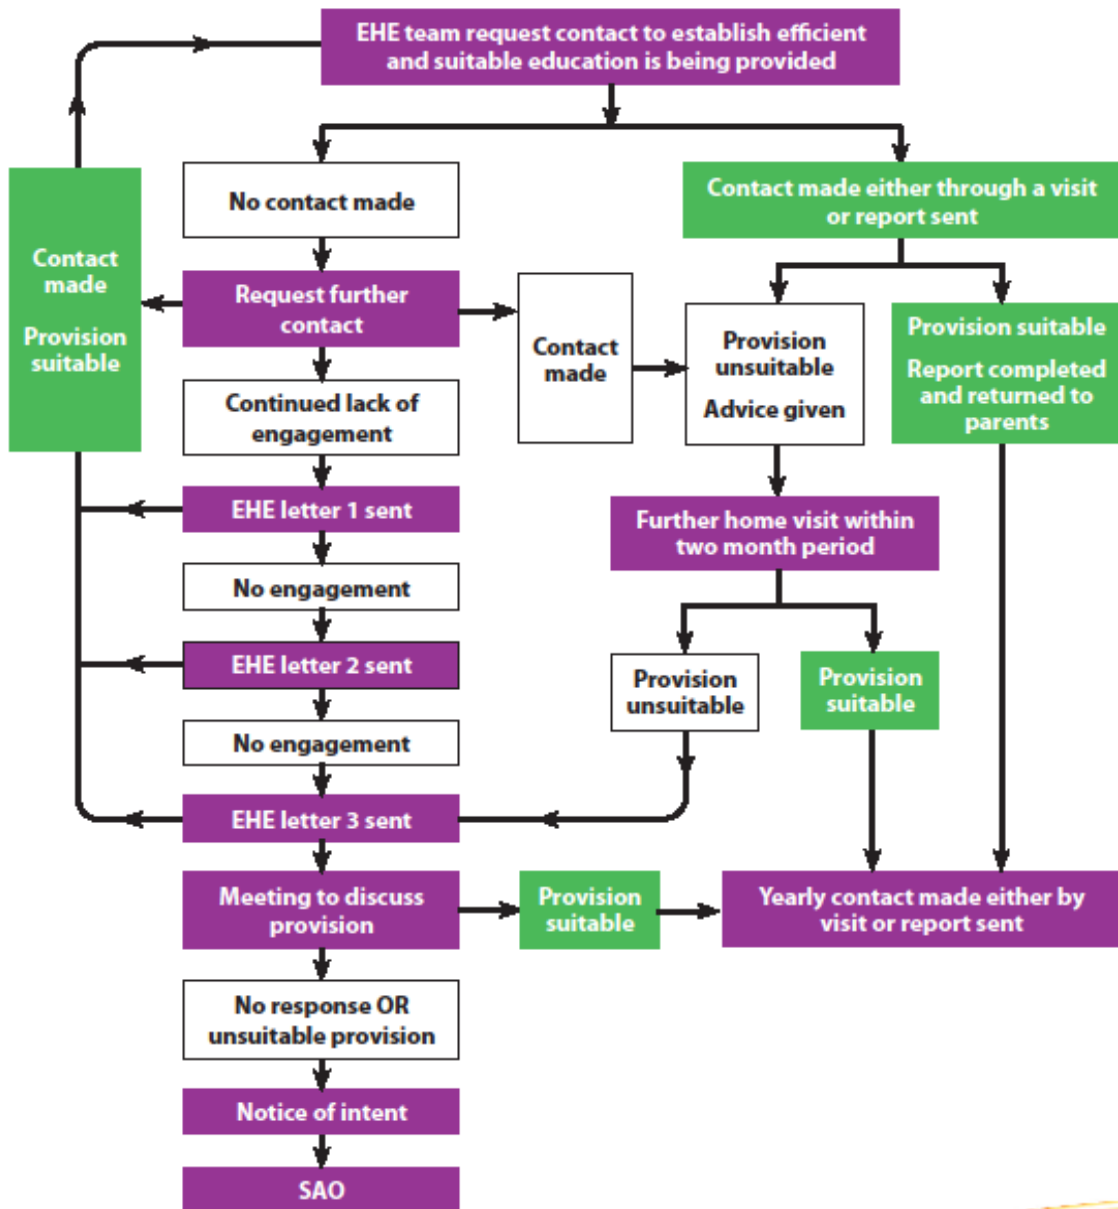 EHE team request contact to establish efficient
and suitable education is being provided
No contact made
Contact made either through a visit
or report sent
Contact
made
Provision
suitable
Request further
contact
Contact
made
Provision
unsuitable
Advice given
Provision suitable
Report completed
and returned to
parents
Continued lack of
engagement
EHE letter 1 sent
Further home visit within
two month period
No engagement
EHE letter 2 sent
Provision
unsuitable
Provision
suitable
No engagement
EHE letter 3 sent
Meeting to discuss
provision
Provision
suitable
Yearly contact made either by
visit or report sent
No response OR
unsuitable provision
Notice of intent
SAO